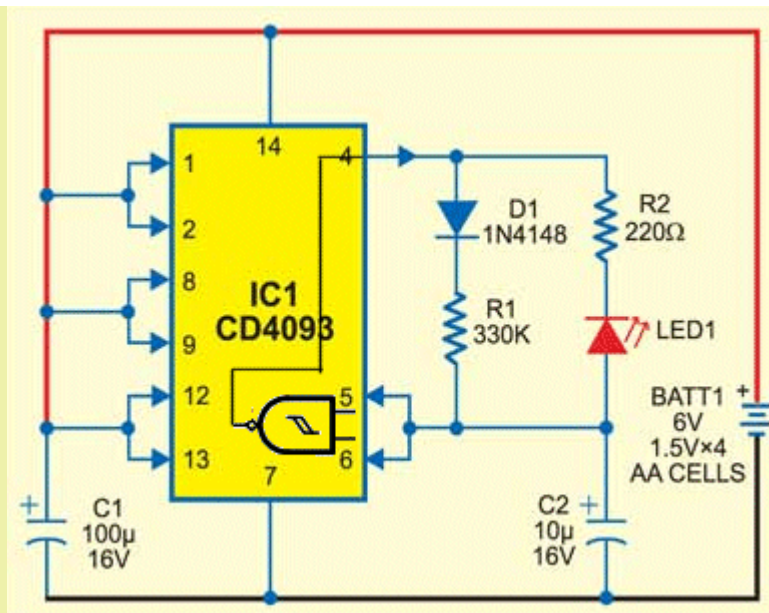 14
4
1
2
8
9
12
13
5
6
7
IC1
CD4093
D1
1N4148
R2
220Ω
R1
330K
LED1
BATT1 +
6V
1.5V×4
AA CELLS
+ C1
100µ
16V
C2 +
10µ
16V